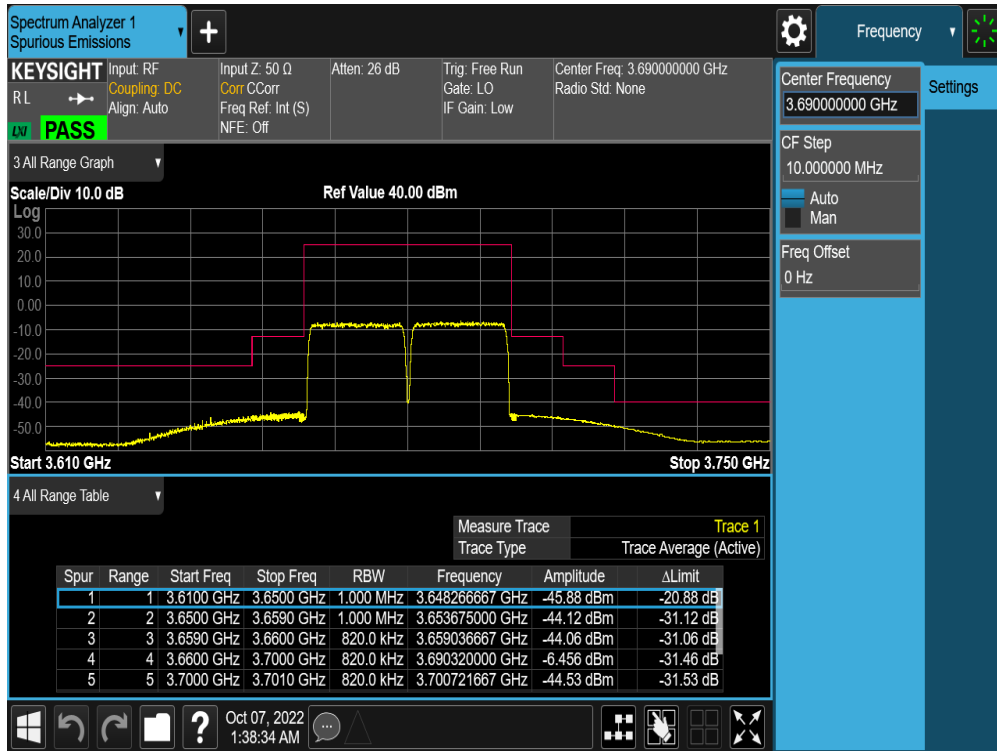 Spectrum Analyzer 1
Spurious Emissions
+
Frequency
KEYSIGHT
RL
LXI
PASS
Input: RF
Coupling: DC
Align: Auto
Input Z: 50 Ω
Corr CCorr
Freq Ref: Int (S)
NFE: Off
Atten: 26 dB
Trig: Free Run
Gate: LO
IF Gain: Low
Center Freq: 3.690000000 GHz
Radio Std: None
Center Frequency
3.690000000 GHz
Settings
CF Step
10.000000 MHz
Auto
Man
Freq Offset
0 Hz
3 All Range Graph
Scale/Div 10.0 dB
Ref Value 40.00 dBm
Log
30.0
20.0
10.0
0.00
-10.0
-20.0
-30.0
-40.0
-50.0
Start 3.610 GHz
Stop 3.750 GHz
4 All Range Table
Measure Trace Trace 1
Trace Type Trace Average (Active)
Spur Range Start Freq Stop Freq RBW Frequency Amplitude ΔLimit
1 1 3.6100 GHz 3.6500 GHz 1.000 MHz 3.648266667 GHz -45.88 dBm -20.88 dB
2 2 3.6500 GHz 3.6590 GHz 1.000 MHz 3.653675000 GHz -44.12 dBm -31.12 dB
3 3 3.6590 GHz 3.6600 GHz 820.0 kHz 3.659036667 GHz -44.06 dBm -31.06 dB
4 4 3.6600 GHz 3.7000 GHz 820.0 kHz 3.690320000 GHz -6.456 dBm -31.46 dB
5 5 3.7000 GHz 3.7010 GHz 820.0 kHz 3.700721667 GHz -44.53 dBm -31.53 dB
?
Oct 07, 2022
1:38:34 AM